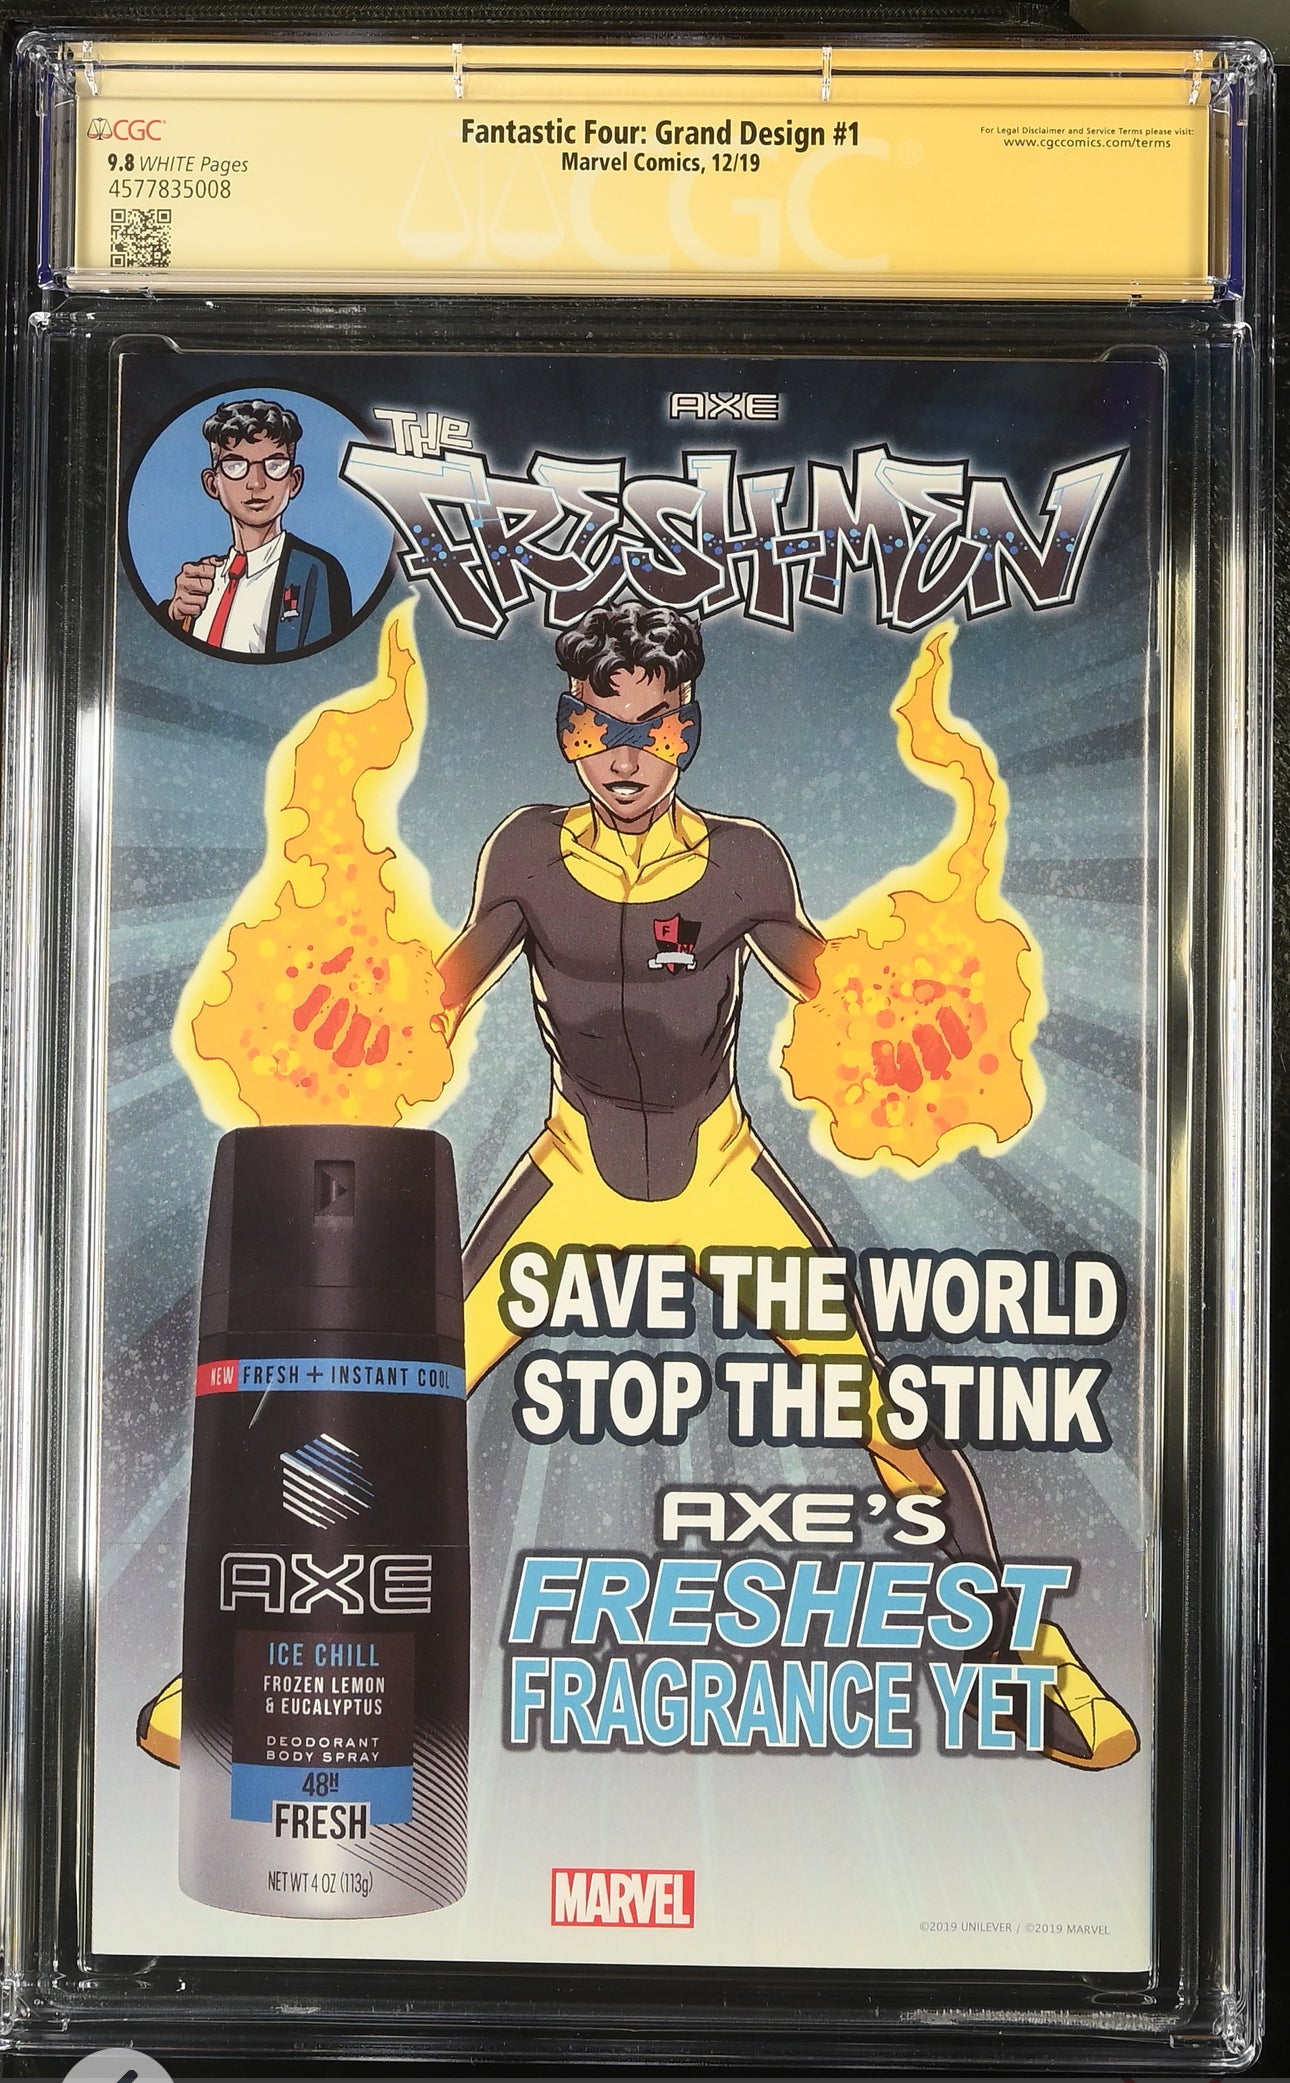 CGC
9.8 WHITE Pages
4577835008
Fantastic Four: Grand Design #1
Marvel Comics, 12/19
For Legal Disclaimer and Service Terms please visit:
www.cgccomics.com/terms
CGC
AXE
THE
FRESH-MEN
F
M
SAVE THE WORLD
STOP THE STINK
AXE'S
FRESHEST
FRAGRANCE YET
NEW FRESH + INSTANT COOL
AXE
ICE CHILL
FROZEN LEMON
& EUCALYPTUS
DEODORANT
BODY SPRAY
48H
FRESH
NET WT 4 OZ (113g)
MARVEL
©2019 UNILEVER / ©2019 MARVEL